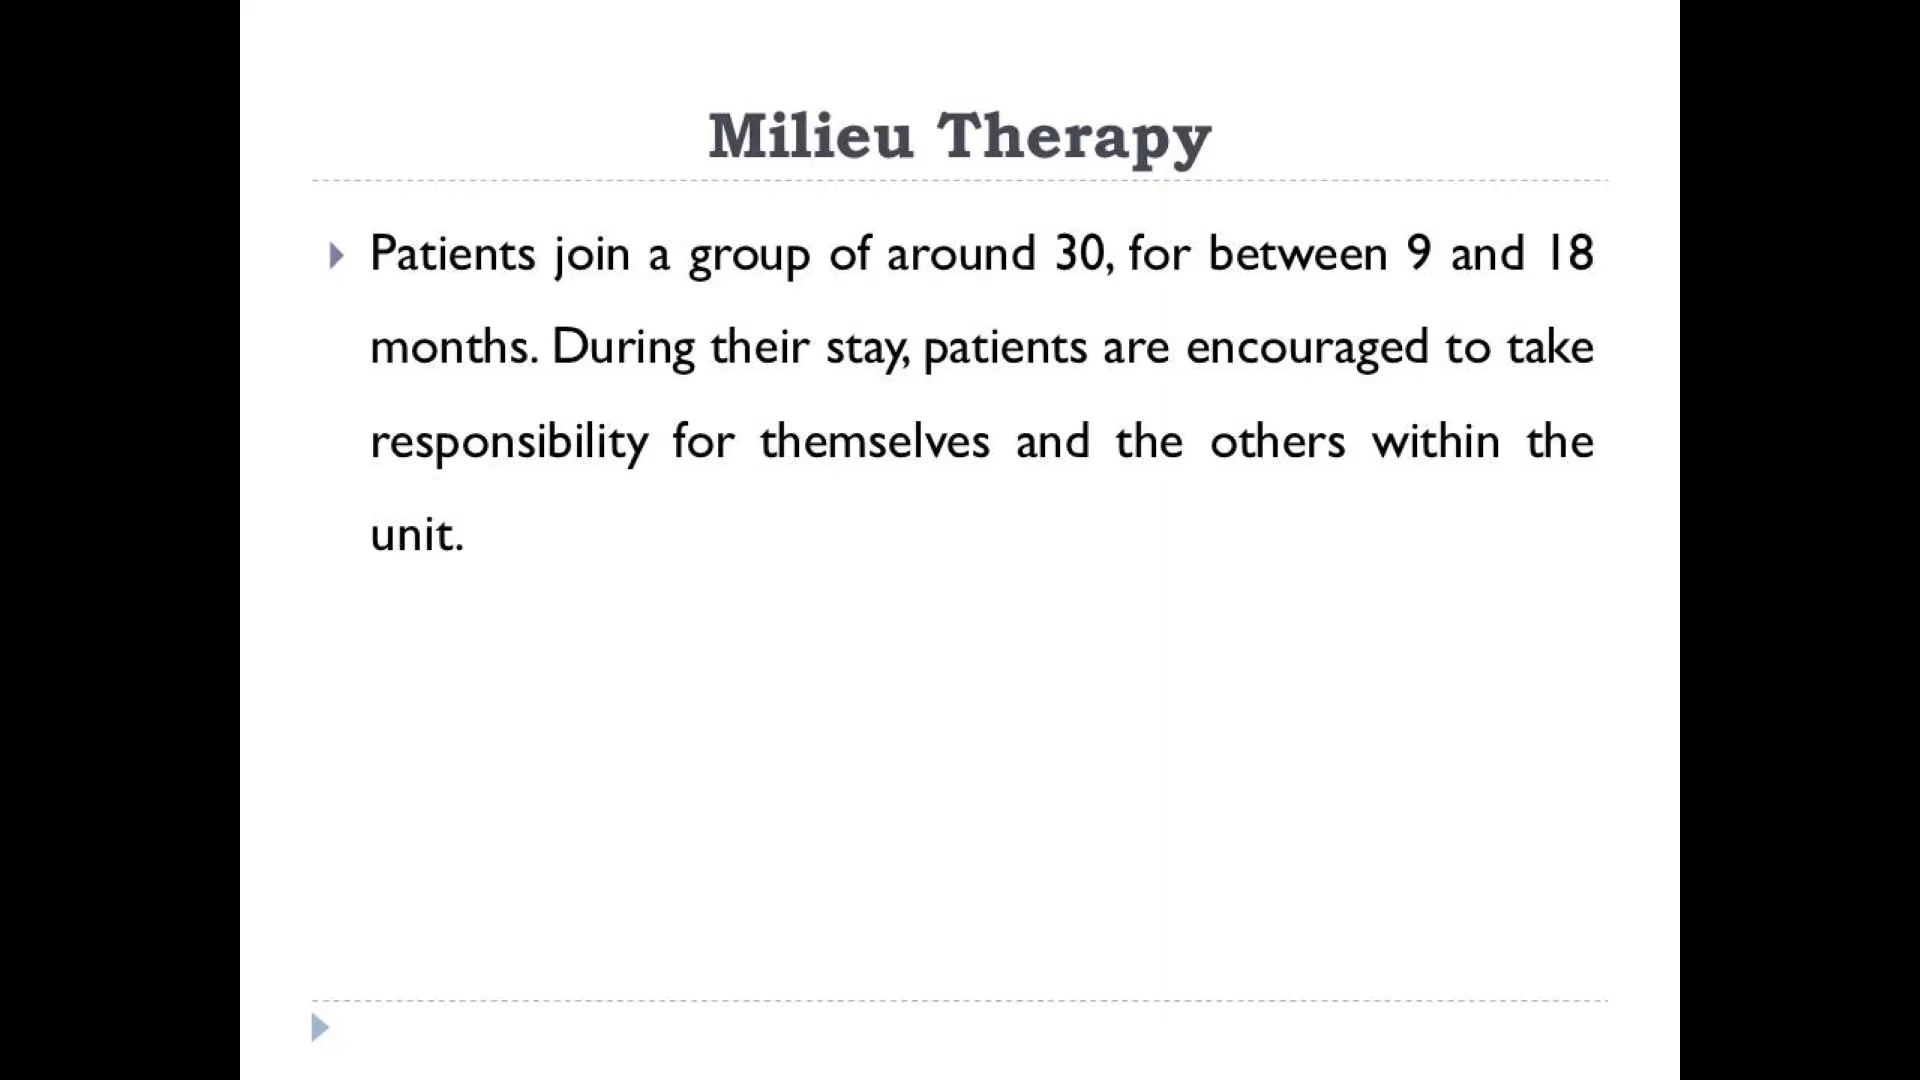 Milieu Therapy
Patients join a group of around 30, for between 9 and 18
months. During their stay, patients are encouraged to take
responsibility for themselves and the others within the
unit.